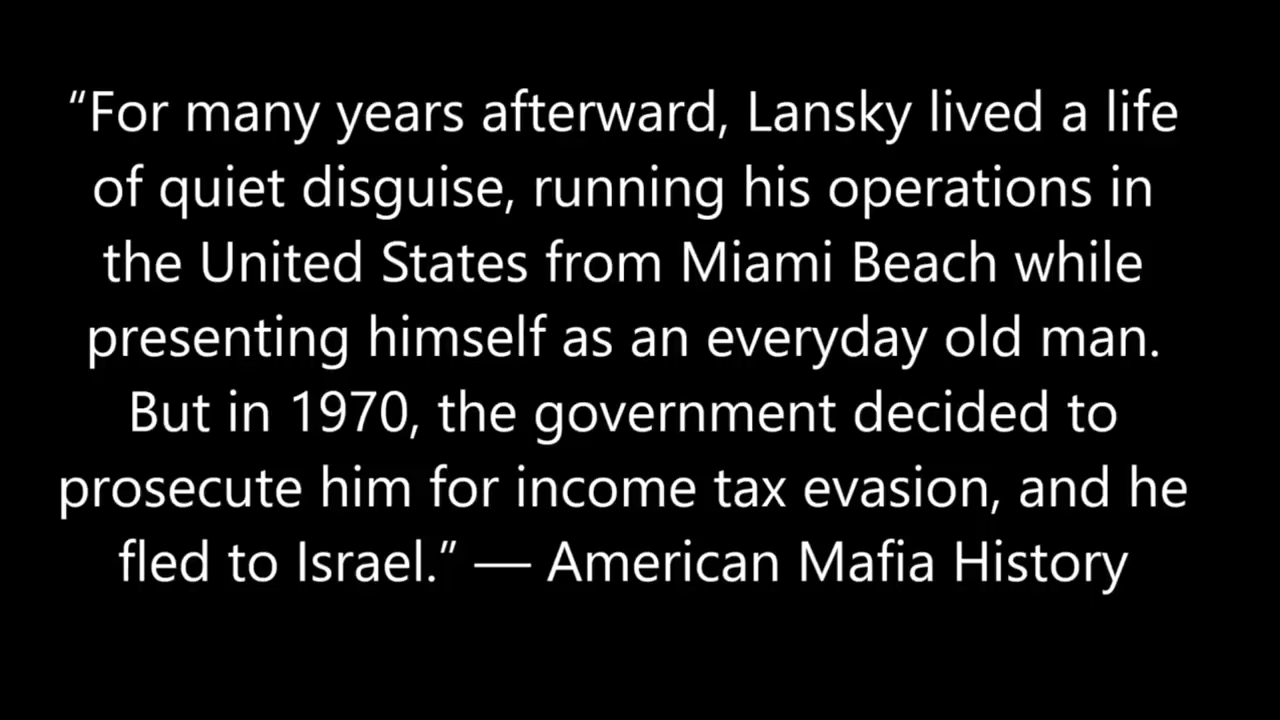 “For many years afterward, Lansky lived a life
of quiet disguise, running his operations in
the United States from Miami Beach while
presenting himself as an everyday old man.
But in 1970, the government decided to
prosecute him for income tax evasion, and he
fled to Israel.” — American Mafia History